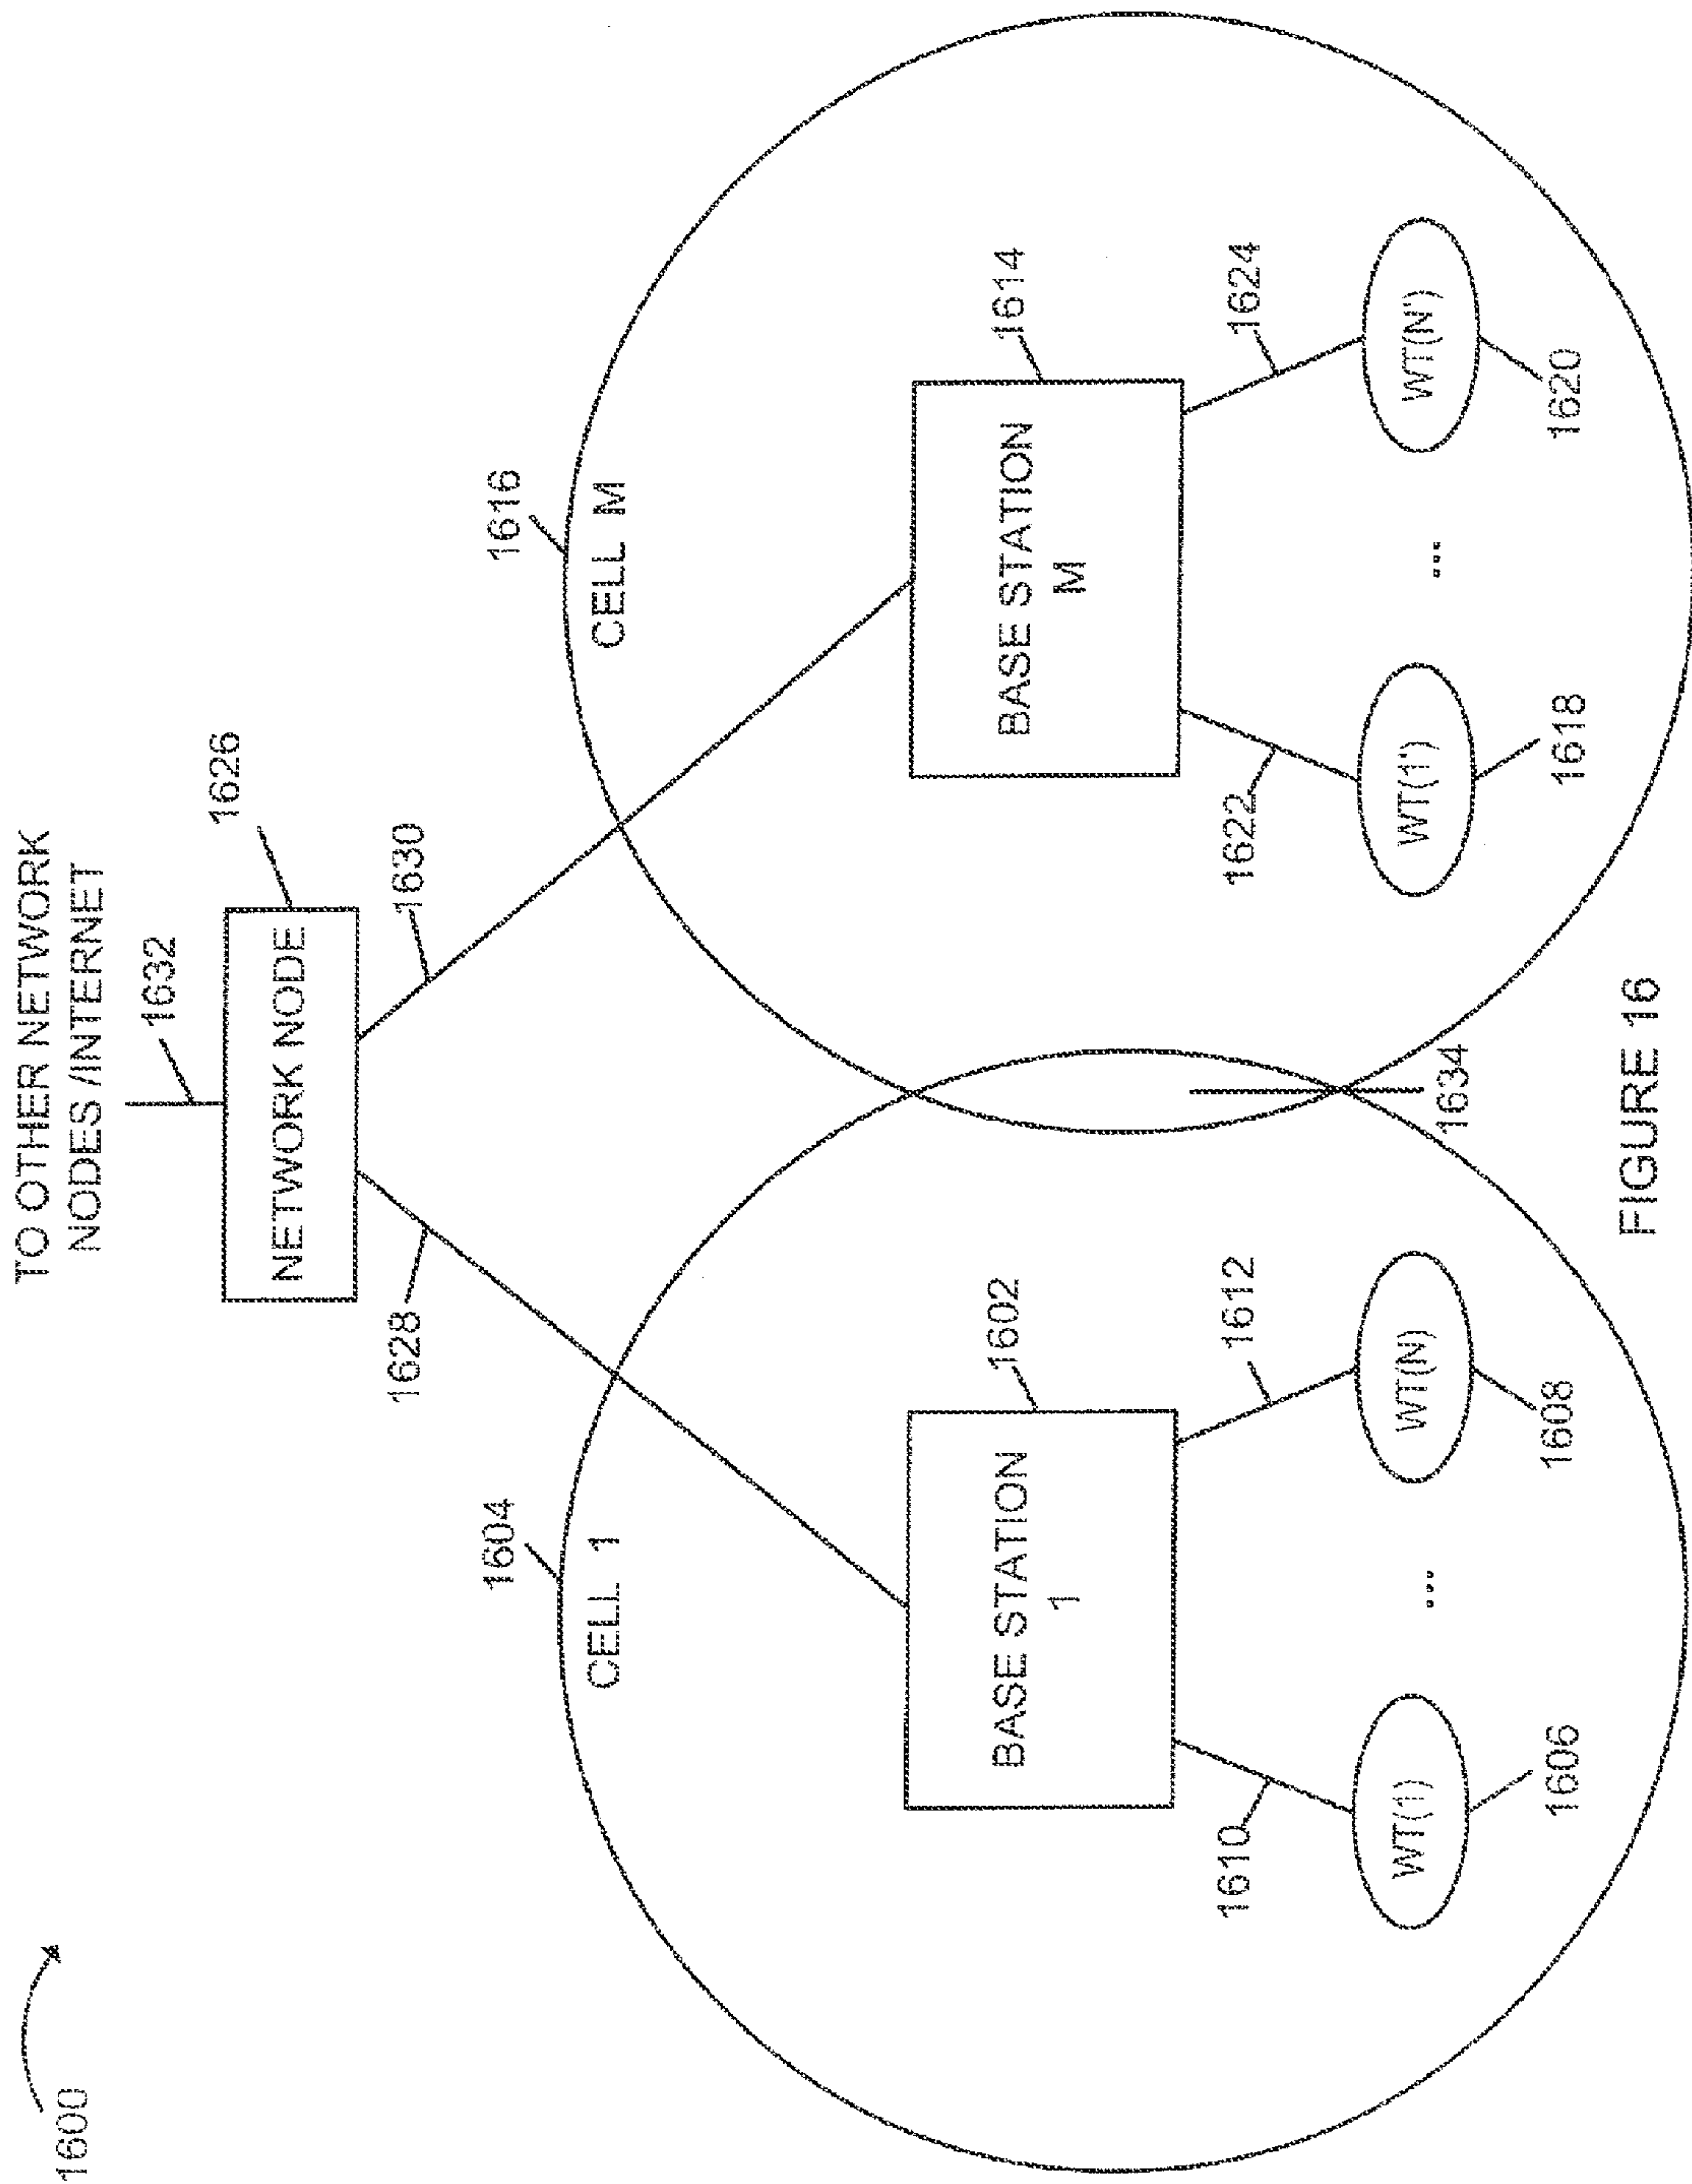 1600
TO OTHER NETWORK
NODES /INTERNET
1632
NETWORK NODE
1626
1628
1630
1604
CELL 1
1616
CELL M
BASE STATION
1
1602
BASE STATION
M
1614
1610
1612
1622
1624
WT(1)
...
WT(N)
WT(1')
...
WT(N')
1606
1608
1634
1618
1620
FIGURE 16